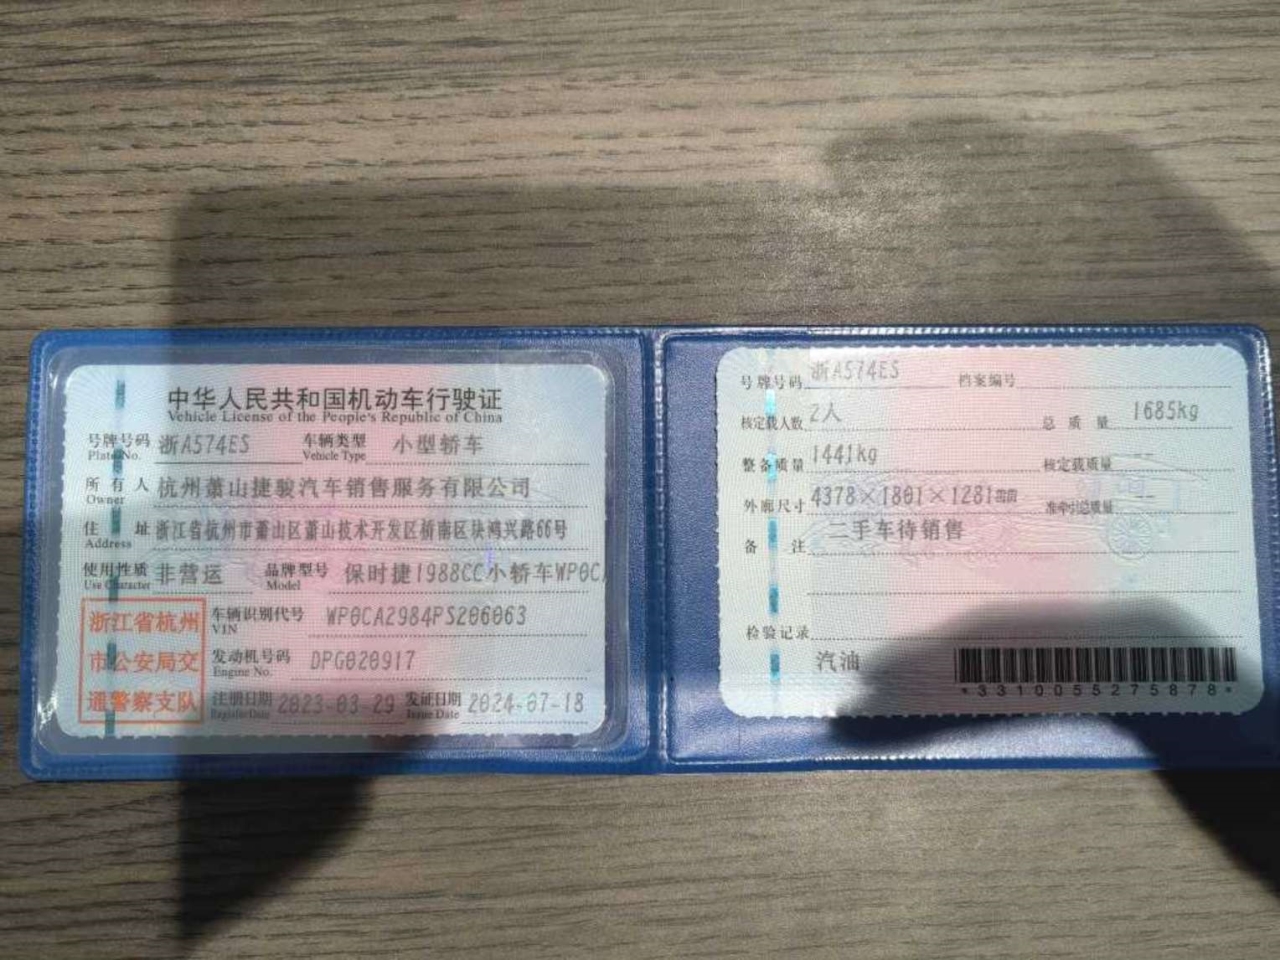 中华人民共和国机动车行驶证
Vehicle License of the People's Republic of China
号牌号码 浙A574ES 车辆类型 小型轿车
Plate No. Vehicle Type
所有人 杭州萧山捷骏汽车销售服务有限公司
Owner
住址 浙江省杭州市萧山区萧山技术开发区桥南区块鸿兴路66号
Address
使用性质 非营运 品牌型号 保时捷1988CC小轿车WP0CA
Use Character Model
浙江省杭州
市公安局交
通警察支队
车辆识别代号 WP0CA2984PS206063
VIN
发动机号码 DPG020917
Engine No.
注册日期 2023-03-29 发证日期 2024-07-18
Register Date Issue Date
号牌号码 浙A574ES 档案编号
核定载人数 2人 总质量 1685kg
整备质量 1441kg 核定载质量 --
外廓尺寸 4378×1801×1281mm 准牵引总质量 --
备注 二手车待销售
检验记录
汽油
*3310055275878*